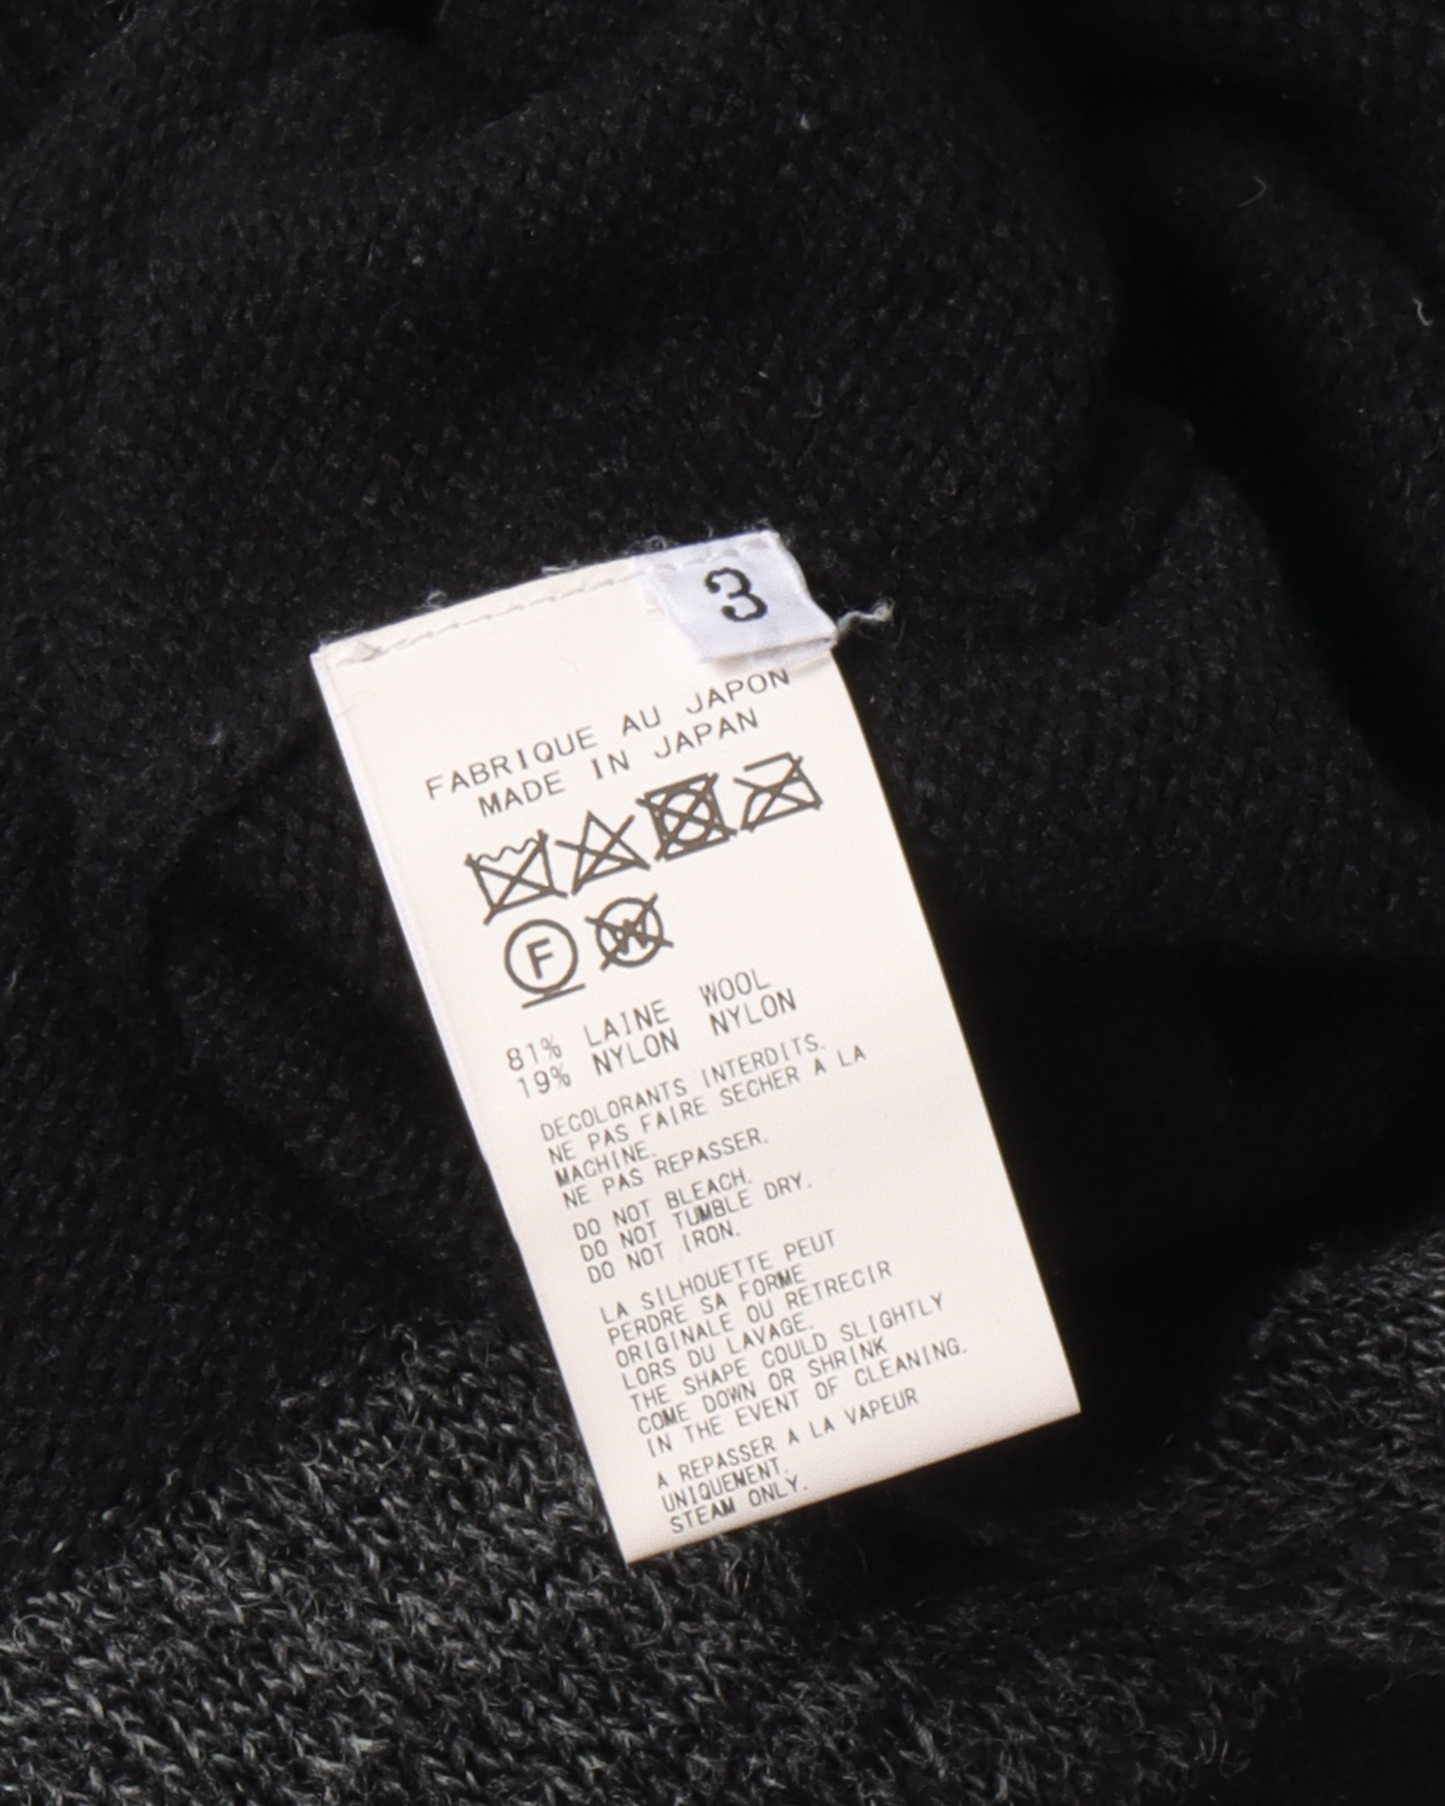 3
FABRIQUE AU JAPON
MADE IN JAPAN
F W
81% LAINE WOOL
19% NYLON NYLON
DECOLORANTS INTERDITS.
NE PAS FAIRE SECHER A LA
MACHINE.
NE PAS REPASSER.
DO NOT BLEACH.
DO NOT TUMBLE DRY.
DO NOT IRON.
LA SILHOUETTE PEUT
PERDRE SA FORME
ORIGINALE OU RETRECIR
LORS DU LAVAGE.
THE SHAPE COULD SLIGHTLY
COME DOWN OR SHRINK
IN THE EVENT OF CLEANING.
A REPASSER A LA VAPEUR
UNIQUEMENT.
STEAM ONLY.